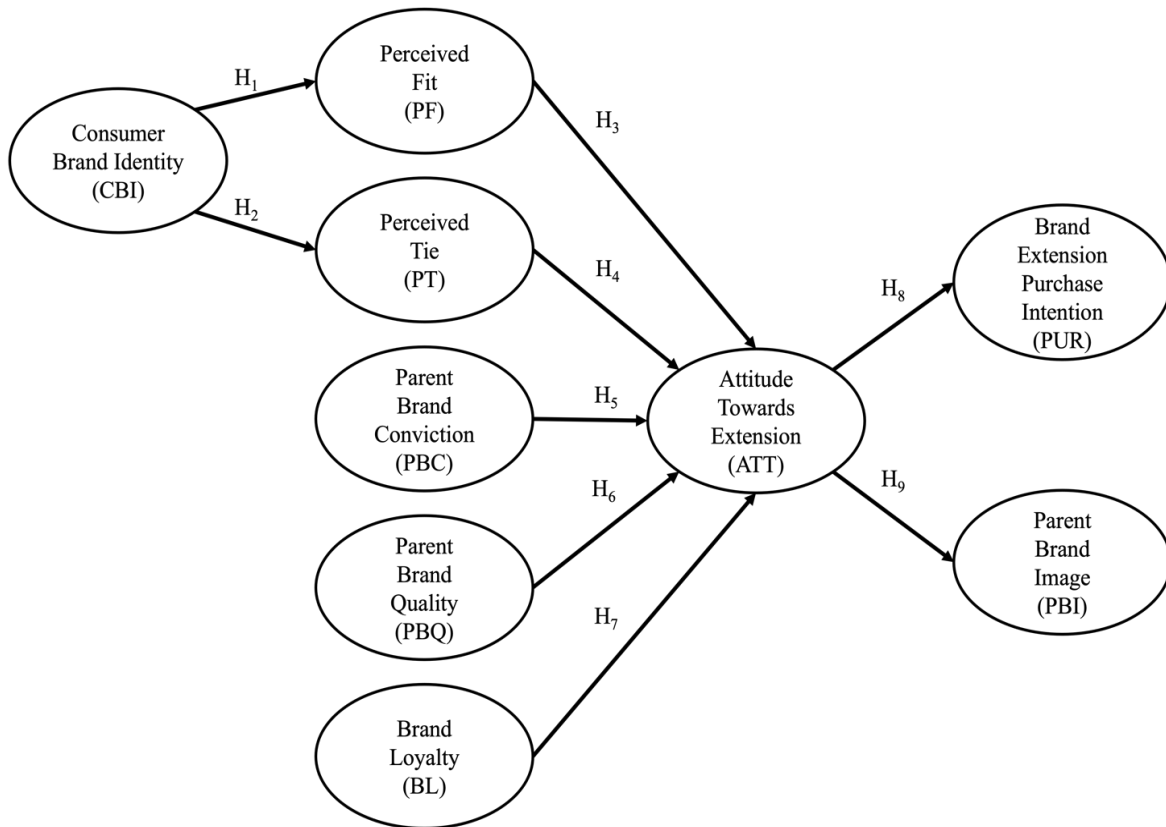 Consumer
Brand Identity
(CBI)
H₁
H₂
Perceived
Fit
(PF)
Perceived
Tie
(PT)
Parent
Brand
Conviction
(PBC)
Parent
Brand
Quality
(PBQ)
Brand
Loyalty
(BL)
H₃
H₄
H₅
H₆
H₇
Attitude
Towards
Extension
(ATT)
H₈
H₉
Brand
Extension
Purchase
Intention
(PUR)
Parent
Brand
Image
(PBI)